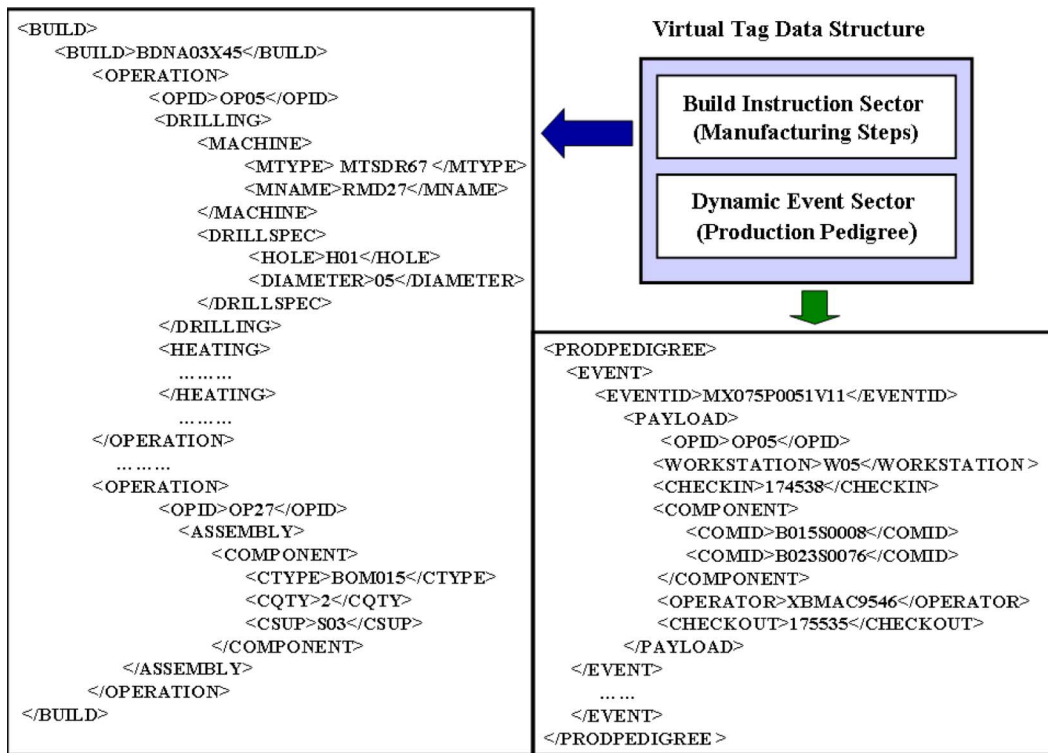 <BUILD>
<BUILD>BDNA03X45</BUILD>
<OPERATION>
<OPID>OP05</OPID>
<DRILLING>
<MACHINE>
<MTYPE> MTSDR67 </MTYPE>
<MNAME>RMD27</MNAME>
</MACHINE>
<DRILLSPEC>
<HOLE>H01</HOLE>
<DIAMETER>05</DIAMETER>
</DRILLSPEC>
</DRILLING>
<HEATING>
… … …
</HEATING>
… … …
</OPERATION>
… … …
<OPERATION>
<OPID>OP27</OPID>
<ASSEMBLY>
<COMPONENT>
<CTYPE>BOM015</CTYPE>
<CQTY>2</CQTY>
<CSUP>S03</CSUP>
</COMPONENT>
</ASSEMBLY>
</OPERATION>
</BUILD>
Virtual Tag Data Structure
Build Instruction Sector
(Manufacturing Steps)
Dynamic Event Sector
(Production Pedigree)
<PRODPEDIGREE>
<EVENT>
<EVENTID>MX075P0051V11</EVENTID>
<PAYLOAD>
<OPID>OP05</OPID>
<WORKSTATION>W05</WORKSTATION >
<CHECKIN>174538</CHECKIN>
<COMPONENT>
<COMID>B015S0008</COMID>
<COMID>B023S0076</COMID>
</COMPONENT>
<OPERATOR>XBMAC9546</OPERATOR>
<CHECKOUT>175535</CHECKOUT>
</PAYLOAD>
</EVENT>
… …
</EVENT>
</PRODPEDIGREE >